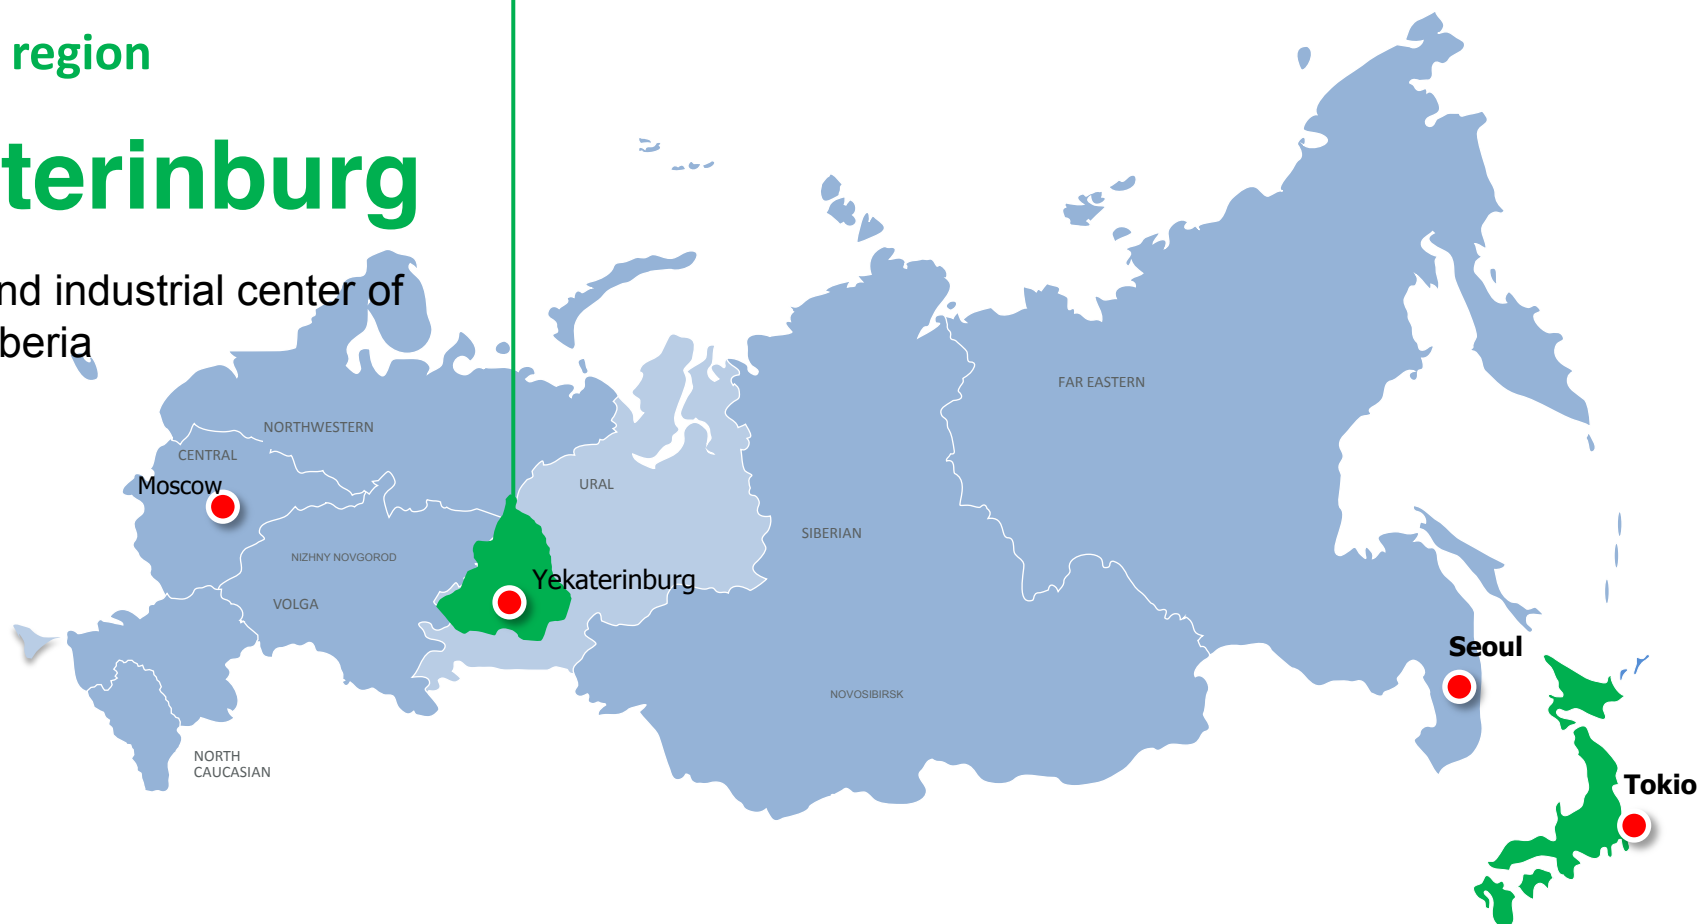 region
terinburg
nd industrial center of
beria
FAR EASTERN
NORTHWESTERN
CENTRAL
Moscow
URAL
SIBERIAN
NIZHNY NOVGOROD
Yekaterinburg
VOLGA
Seoul
NOVOSIBIRSK
NORTH
CAUCASIAN
Tokio